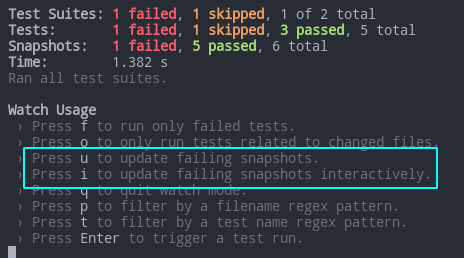 Test Suites: 1 failed, 1 skipped, 1 of 2 total
Tests: 1 failed, 1 skipped, 3 passed, 5 total
Snapshots: 1 failed, 5 passed, 6 total
Time: 1.382 s
Ran all test suites.
Watch Usage
› Press f to run only failed tests.
› Press o to only run tests related to changed files.
› Press u to update failing snapshots.
› Press i to update failing snapshots interactively.
› Press q to quit watch mode.
› Press p to filter by a filename regex pattern.
› Press t to filter by a test name regex pattern.
› Press Enter to trigger a test run.